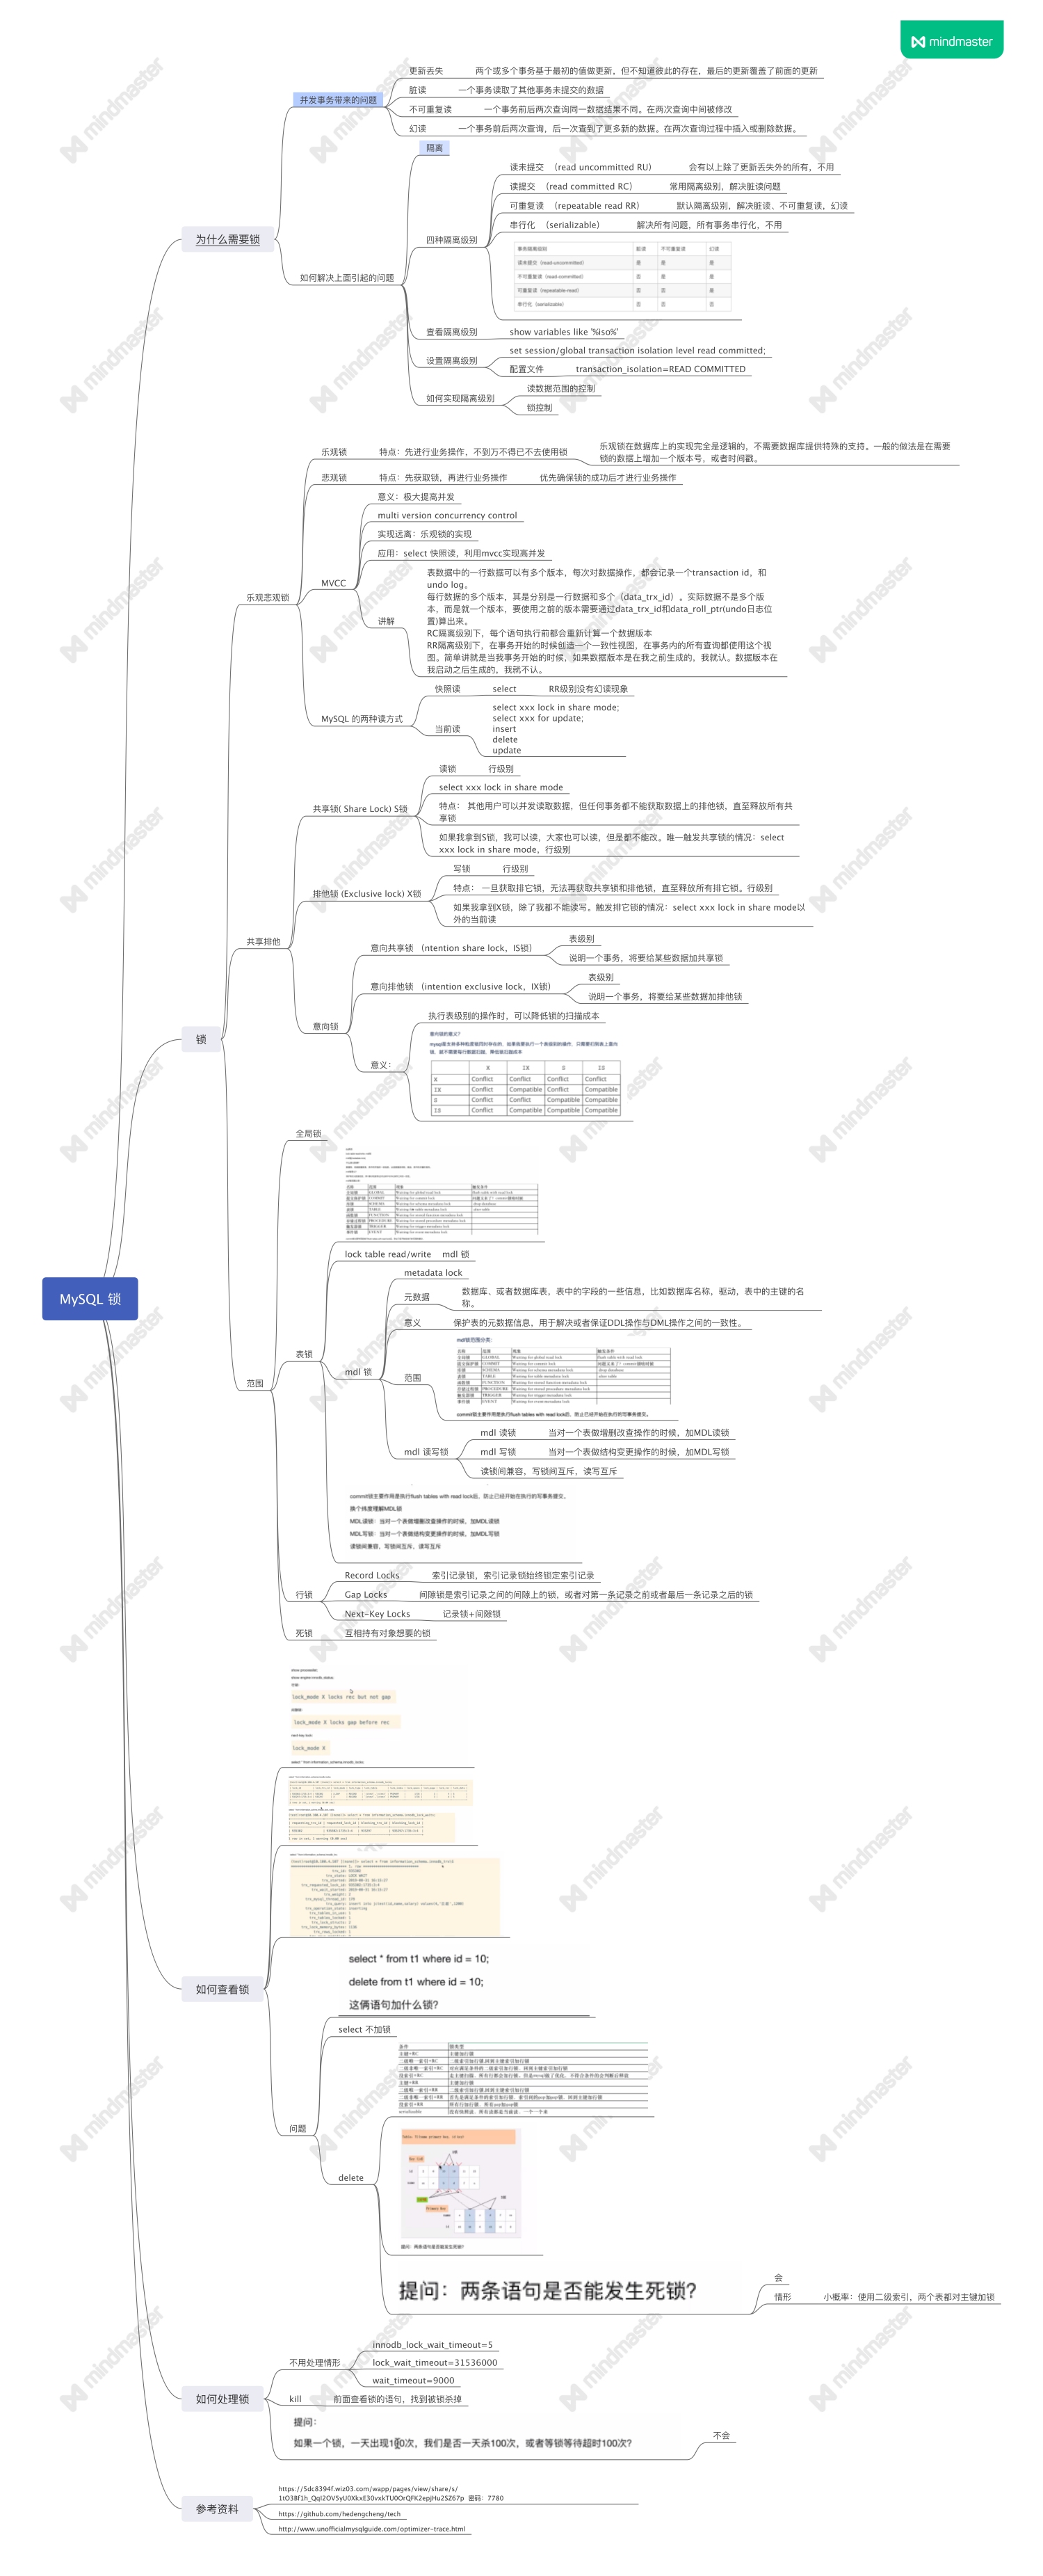 mindmaster
MySQL 锁
为什么需要锁
并发事务带来的问题
更新丢失 两个或多个事务基于最初的值做更新，但不知道彼此的存在，最后的更新覆盖了前面的更新
脏读 一个事务读取了其他事务未提交的数据
不可重复读 一个事务前后两次查询同一数据结果不同。在两次查询中间被修改
幻读 一个事务前后两次查询，后一次查到了更多新的数据。在两次查询过程中插入或删除数据。
如何解决上面引起的问题
隔离
四种隔离级别
读未提交 （read uncommitted RU） 会有以上除了更新丢失外的所有，不用
读提交 （read committed RC） 常用隔离级别，解决脏读问题
可重复读 （repeatable read RR） 默认隔离级别，解决脏读、不可重复读，幻读
串行化 （serializable） 解决所有问题，所有事务串行化，不用
事务隔离级别 脏读 不可重复读 幻读
读未提交（read-uncommitted） 是 是 是
不可重复读（read-committed） 否 是 是
可重复读（repeatable-read） 否 否 是
串行化（serializable） 否 否 否
查看隔离级别 show variables like '%iso%'
设置隔离级别
set session/global transaction isolation level read committed;
配置文件 transaction_isolation=READ COMMITTED
如何实现隔离级别
读数据范围的控制
锁控制
锁
乐观悲观锁
乐观锁 特点：先进行业务操作，不到万不得已不去使用锁
乐观锁在数据库上的实现完全是逻辑的，不需要数据库提供特殊的支持。一般的做法是在需要
锁的数据上增加一个版本号，或者时间戳。
悲观锁 特点：先获取锁，再进行业务操作 优先确保锁的成功后才进行业务操作
MVCC
意义：极大提高并发
multi version concurrency control
实现远离：乐观锁的实现
应用：select 快照读，利用mvcc实现高并发
讲解
表数据中的一行数据可以有多个版本，每次对数据操作，都会记录一个transaction id，和
undo log。
每行数据的多个版本，其是分别是一行数据和多个（data_trx_id）。实际数据不是多个版
本，而是就一个版本，要使用之前的版本需要通过data_trx_id和data_roll_ptr(undo日志位
置)算出来。
RC隔离级别下，每个语句执行前都会重新计算一个数据版本
RR隔离级别下，在事务开始的时候创造一个一致性视图，在事务内的所有查询都使用这个视
图。简单讲就是当我事务开始的时候，如果数据版本是在我之前生成的，我就认。数据版本在
我启动之后生成的，我就不认。
MySQL 的两种读方式
快照读 select RR级别没有幻读现象
当前读
select xxx lock in share mode;
select xxx for update;
insert
delete
update
共享排他
共享锁( Share Lock) S锁
读锁 行级别
select xxx lock in share mode
特点： 其他用户可以并发读取数据，但任何事务都不能获取数据上的排他锁，直至释放所有共
享锁
如果我拿到S锁，我可以读，大家也可以读，但是都不能改。唯一触发共享锁的情况：select
xxx lock in share mode，行级别
排他锁 (Exclusive lock) X锁
写锁 行级别
特点： 一旦获取排它锁，无法再获取共享锁和排他锁，直至释放所有排它锁。行级别
如果我拿到X锁，除了我都不能读写。触发排它锁的情况：select xxx lock in share mode以
外的当前读
意向锁
意向共享锁 （ntention share lock，IS锁）
表级别
说明一个事务，将要给某些数据加共享锁
意向排他锁 （intention exclusive lock，IX锁）
表级别
说明一个事务，将要给某些数据加排他锁
意义：
执行表级别的操作时，可以降低锁的扫描成本
意向锁的意义?
X IX S IS
X Conflict Conflict Conflict Conflict
IX Conflict Compatible Conflict Compatible
S Conflict Conflict Compatible Compatible
IS Conflict Compatible Compatible Compatible
范围
全局锁
表锁
lock table read/write mdl 锁
mdl 锁
metadata lock
元数据
数据库、或者数据库表，表中的字段的一些信息，比如数据库名称，驱动，表中的主键的名
称。
意义 保护表的元数据信息，用于解决或者保证DDL操作与DML操作之间的一致性。
范围
mdl锁范围分类:
commit锁主要作用是执行flush tables with read lock后，防止已经开始在执行的写事务提交。
mdl 读写锁
mdl 读锁 当对一个表做增删改查操作的时候，加MDL读锁
mdl 写锁 当对一个表做结构变更操作的时候，加MDL写锁
读锁间兼容，写锁间互斥，读写互斥
commit锁主要作用是执行flush tables with read lock后，防止已经开始在执行的写事务提交。
换个纬度理解MDL锁
MDL读锁：当对一个表做增删改查操作的时候，加MDL读锁
MDL写锁：当对一个表做结构变更操作的时候，加MDL写锁
读锁间兼容，写锁间互斥，读写互斥
行锁
Record Locks 索引记录锁，索引记录锁始终锁定索引记录
Gap Locks 间隙锁是索引记录之间的间隙上的锁，或者对第一条记录之前或者最后一条记录之后的锁
Next-Key Locks 记录锁+间隙锁
死锁 互相持有对象想要的锁
如何查看锁
show processlist;
lock_mode X locks rec but not gap
lock_mode X locks gap before rec
lock_mode X
问题
select * from t1 where id = 10;
delete from t1 where id = 10;
这俩语句加什么锁?
select 不加锁
delete
提问：两条语句是否能发生死锁?
提问：两条语句是否能发生死锁?
会
情形 小概率：使用二级索引，两个表都对主键加锁
如何处理锁
不用处理情形
innodb_lock_wait_timeout=5
lock_wait_timeout=31536000
wait_timeout=9000
kill 前面查看锁的语句，找到被锁杀掉
提问：
如果一个锁，一天出现100次，我们是否一天杀100次，或者等锁等待超时100次?
不会
参考资料
https://5dc8394f.wiz03.com/wapp/pages/view/share/s/
1tO3Bf1h_QqI2OV5yU0XkxE30vxkTU0OrQFK2epjHu2SZ67p 密码：7780
https://github.com/hedengcheng/tech
http://www.unofficialmysqlguide.com/optimizer-trace.html